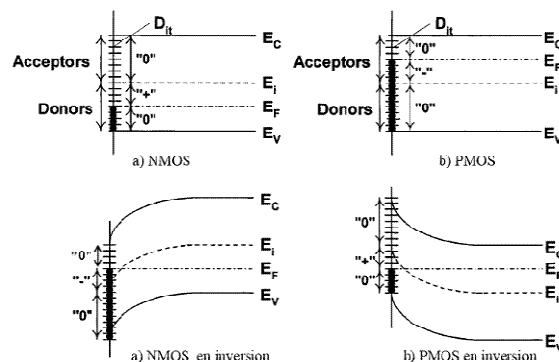 D_it
E_C
Acceptors
"0"
E_i
"+"
Donors
E_F
"0"
E_V
a) NMOS
D_it
E_C
"0"
Acceptors
E_F
"-"
E_i
Donors
"0"
E_V
b) PMOS
E_C
"0"
E_i
E_F
"-"
"0"
E_V
a) NMOS en inversion
"0"
E_C
"+"
E_F
"0"
E_i
E_V
b) PMOS en inversion